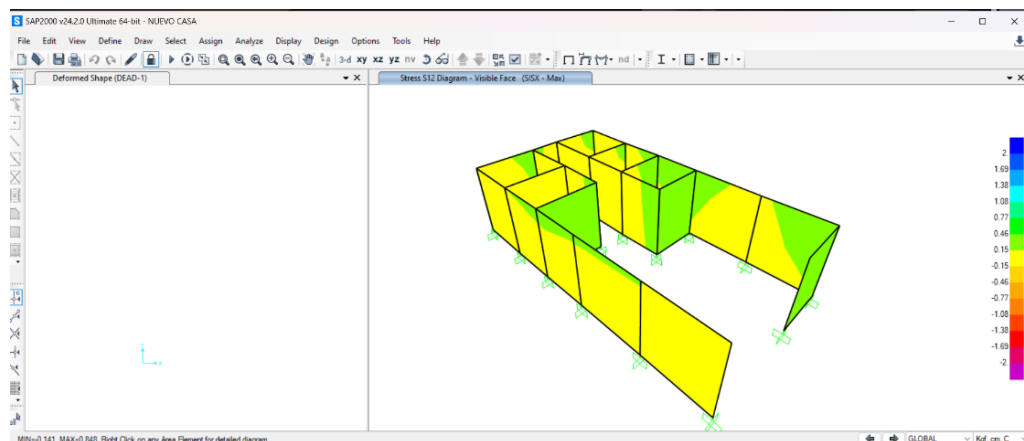 SAP2000 v24.2.0 Ultimate 64-bit - NUEVO CASA
File Edit View Define Draw Select Assign Analyze Display Design Options Tools Help
3-d xy xz yz nv nd
Deformed Shape (DEAD-1)
Stress S12 Diagram - Visible Face (SISX - Max)
2.
1.69
1.38
1.08
0.77
0.46
0.15
-0.15
-0.46
-0.77
-1.08
-1.38
-1.69
-2.
MIN=-0.141, MAX=0.848, Right Click on any Area Element for detailed diagram
GLOBAL
Kgf, cm, C